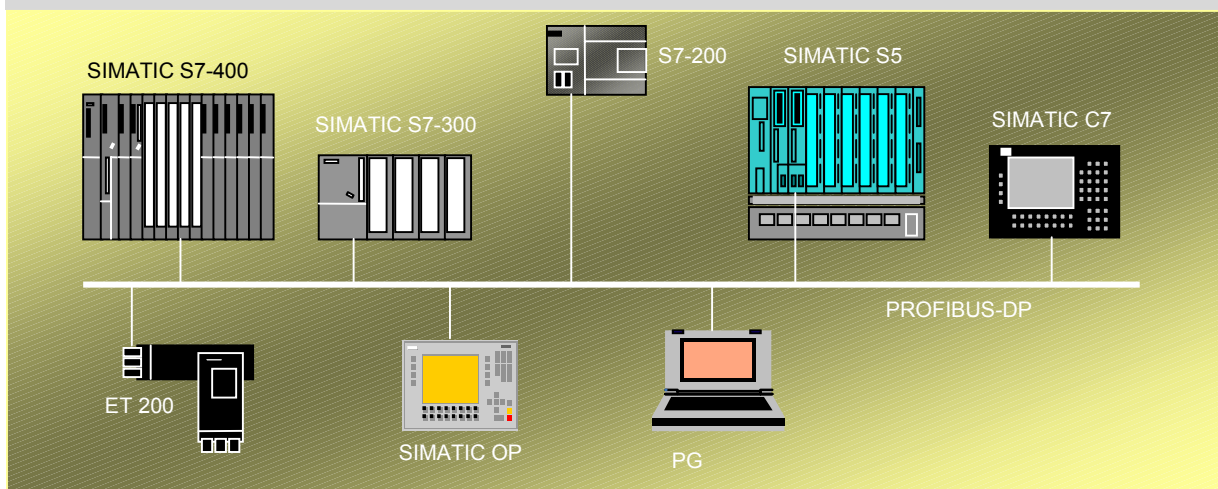 S7-200
SIMATIC S5
SIMATIC S7-400
SIMATIC S7-300
SIMATIC C7
PROFIBUS-DP
ET 200
SIMATIC OP
PG